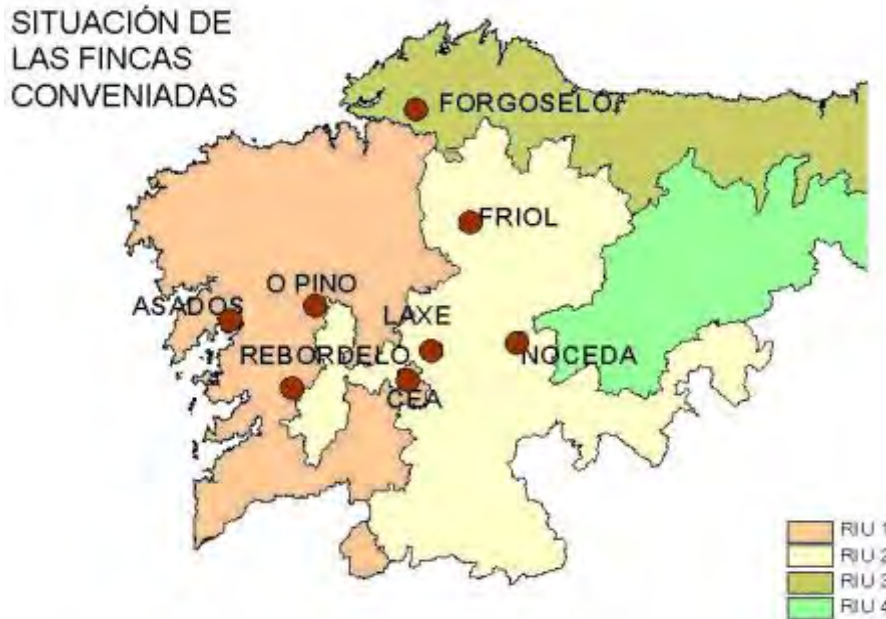 SITUACIÓN DE
LAS FINCAS
CONVENIADAS
FORGOSELO
FRIOL
O PINO
ASADOS
LAXE
REBORDELO
NOCEDA
CEA
RIU 1
RIU 2
RIU 3
RIU 4